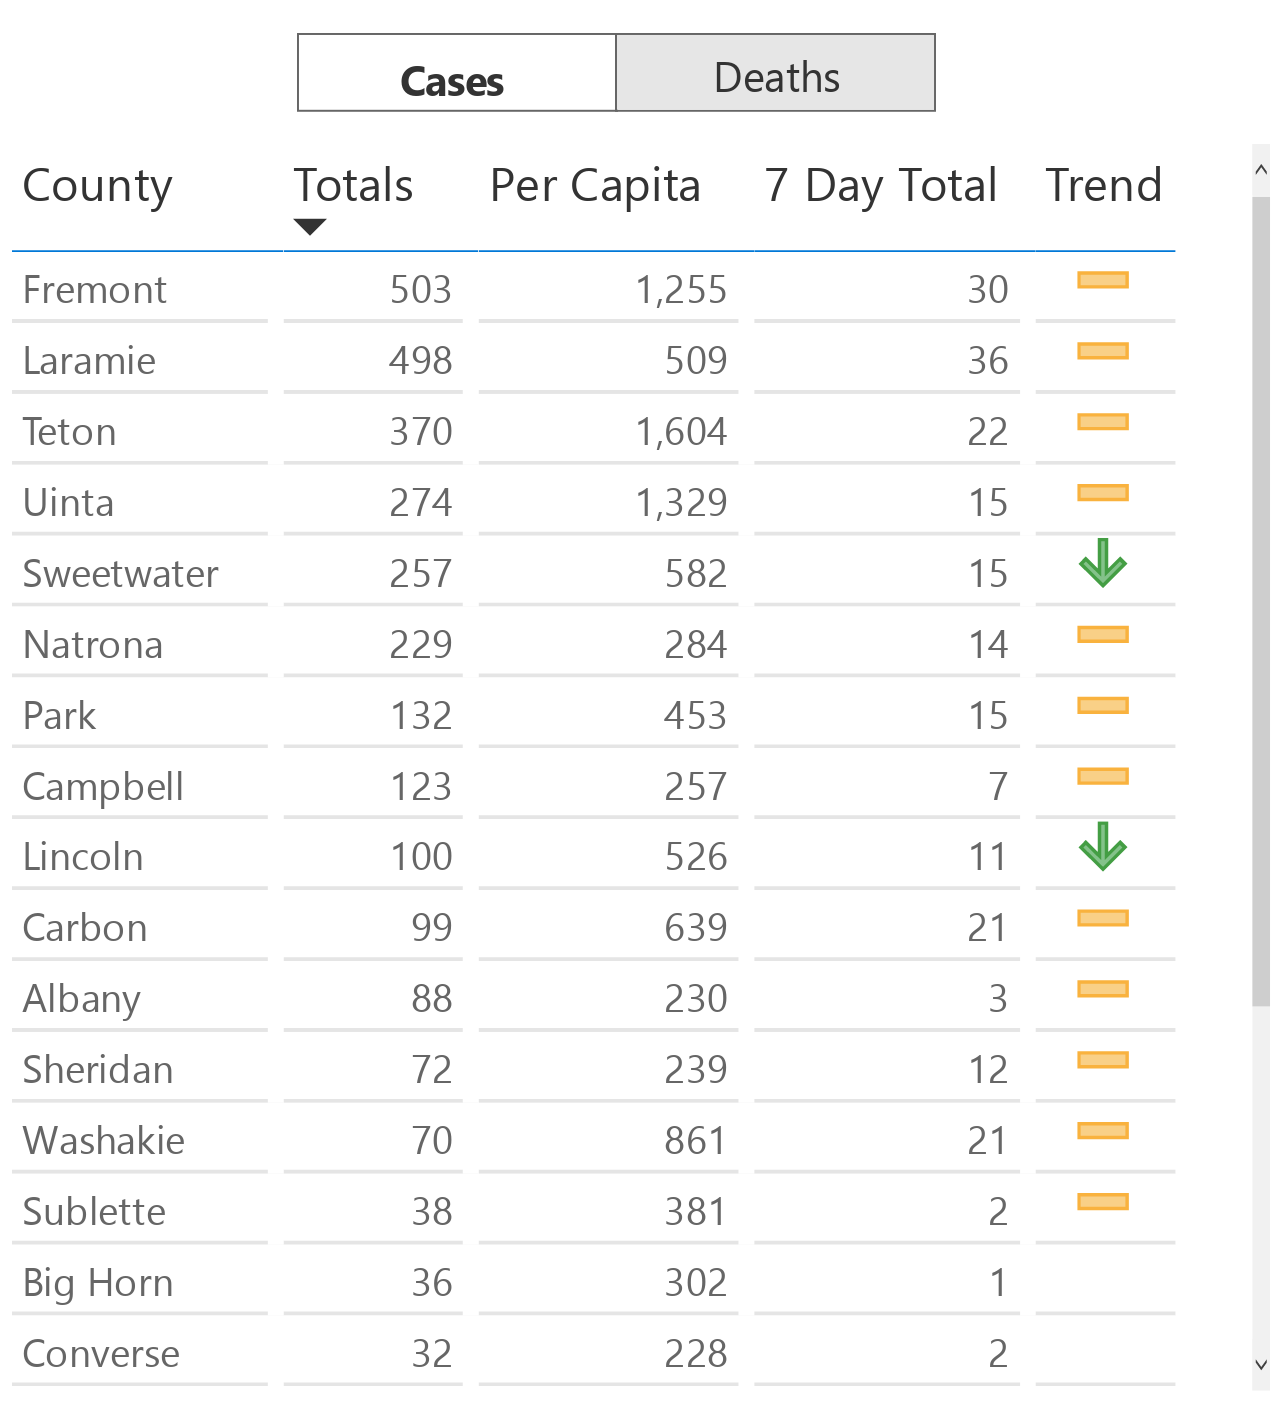 Cases Deaths
County Totals Per Capita 7 Day Total Trend
Fremont 503 1,255 30
Laramie 498 509 36
Teton 370 1,604 22
Uinta 274 1,329 15
Sweetwater 257 582 15
Natrona 229 284 14
Park 132 453 15
Campbell 123 257 7
Lincoln 100 526 11
Carbon 99 639 21
Albany 88 230 3
Sheridan 72 239 12
Washakie 70 861 21
Sublette 38 381 2
Big Horn 36 302 1
Converse 32 228 2